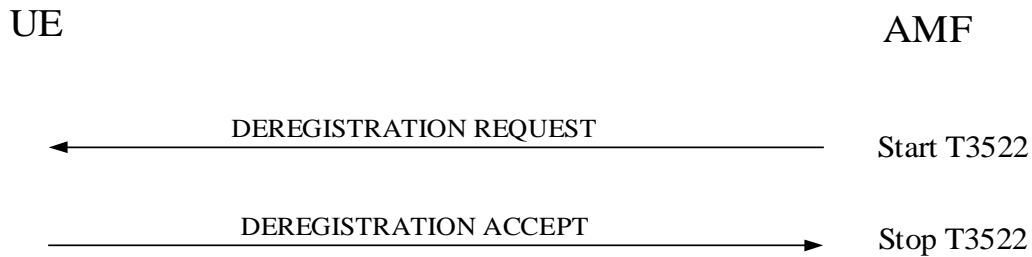 UE
AMF
DEREGISTRATION REQUEST
Start T3522
DEREGISTRATION ACCEPT
Stop T3522